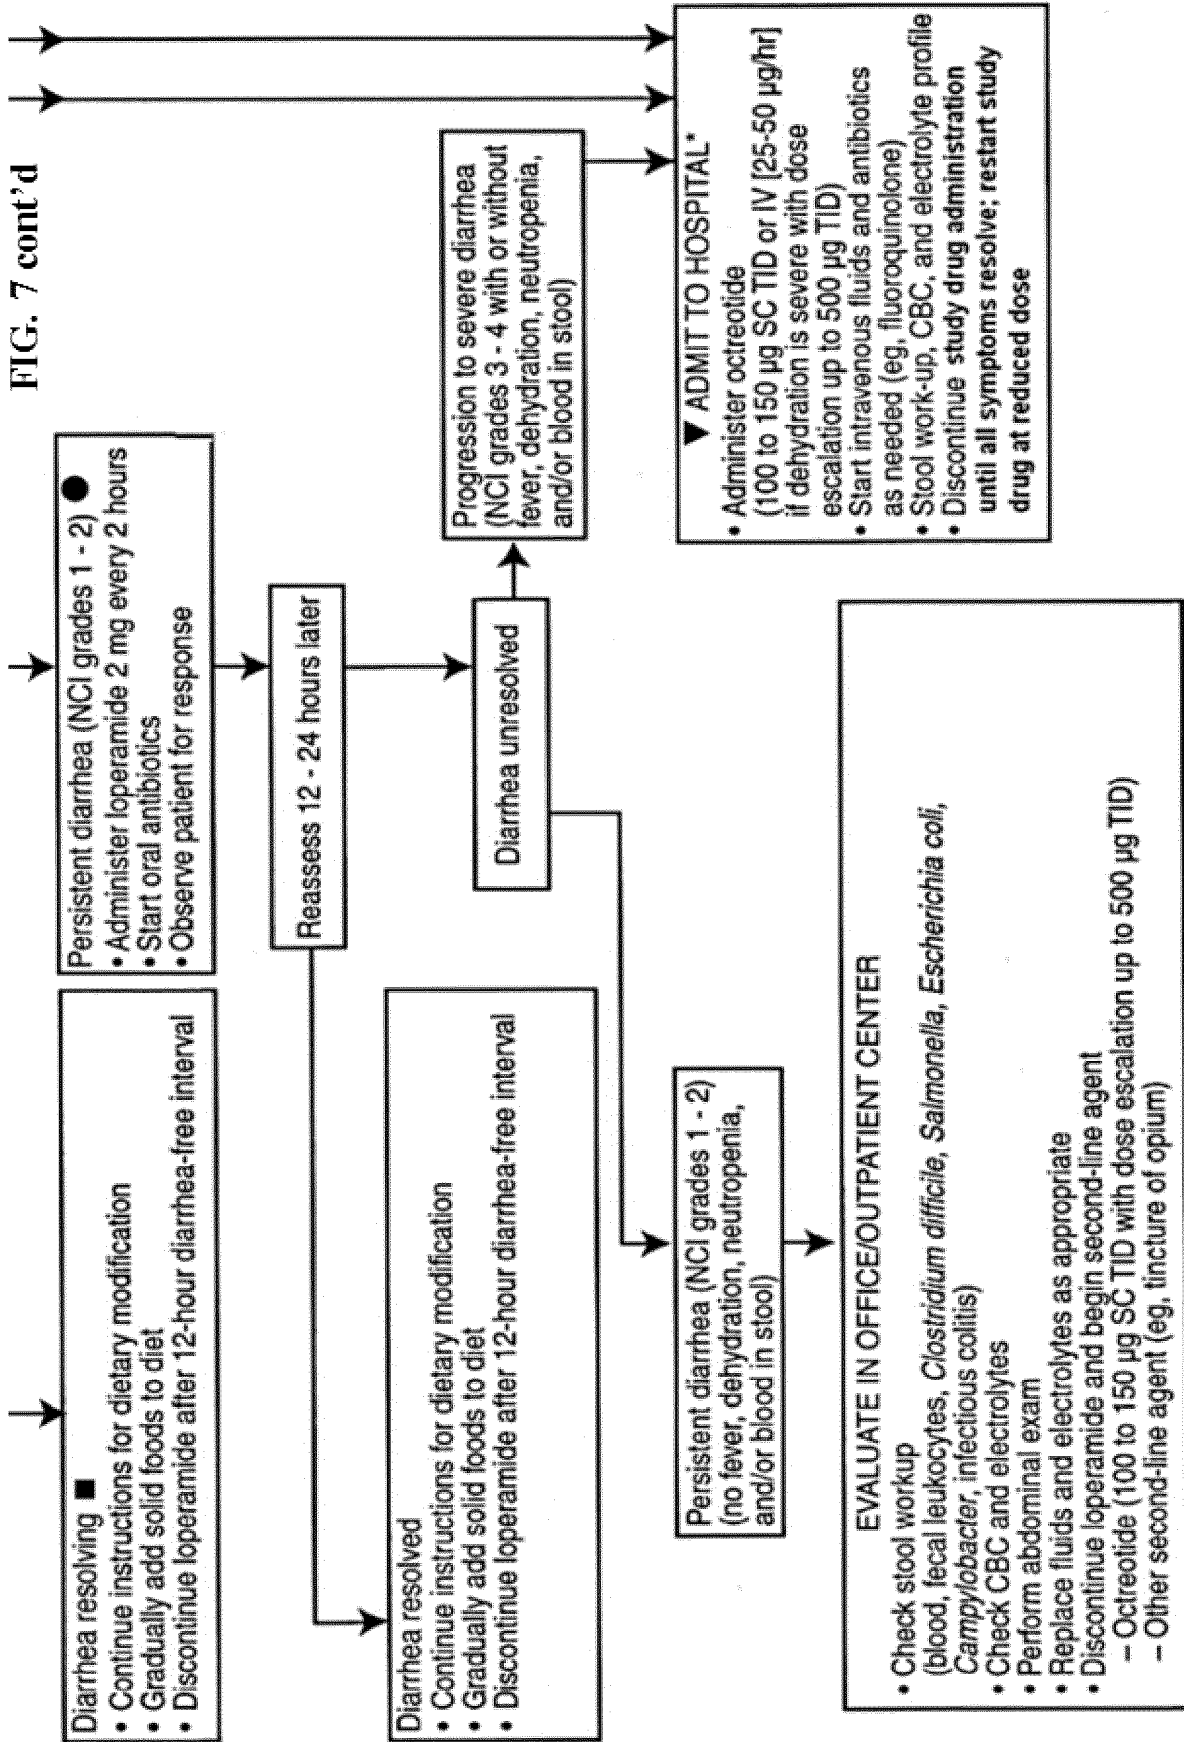 FIG. 7 cont’d
Diarrhea resolving ■
• Continue instructions for dietary modification
• Gradually add solid foods to diet
• Discontinue loperamide after 12-hour diarrhea-free interval
Persistent diarrhea (NCI grades 1 - 2) ●
• Administer loperamide 2 mg every 2 hours
• Start oral antibiotics
• Observe patient for response
Reassess 12 - 24 hours later
Diarrhea resolved
• Continue instructions for dietary modification
• Gradually add solid foods to diet
• Discontinue loperamide after 12-hour diarrhea-free interval
Diarrhea unresolved
Progression to severe diarrhea
(NCI grades 3 - 4 with or without
fever, dehydration, neutropenia,
and/or blood in stool)
Persistent diarrhea (NCI grades 1 - 2)
(no fever, dehydration, neutropenia,
and/or blood in stool)
▼ ADMIT TO HOSPITAL*
• Administer octreotide
(100 to 150 µg SC TID or IV [25-50 µg/hr]
if dehydration is severe with dose
escalation up to 500 µg TID)
• Start intravenous fluids and antibiotics
as needed (eg, fluoroquinolone)
• Stool work-up, CBC, and electrolyte profile
• Discontinue study drug administration
until all symptoms resolve; restart study
drug at reduced dose
EVALUATE IN OFFICE/OUTPATIENT CENTER
• Check stool workup
(blood, fecal leukocytes, Clostridium difficile, Salmonella, Escherichia coli,
Campylobacter, infectious colitis)
• Check CBC and electrolytes
• Perform abdominal exam
• Replace fluids and electrolytes as appropriate
• Discontinue loperamide and begin second-line agent
– Octreotide (100 to 150 µg SC TID with dose escalation up to 500 µg TID)
– Other second-line agent (eg, tincture of opium)